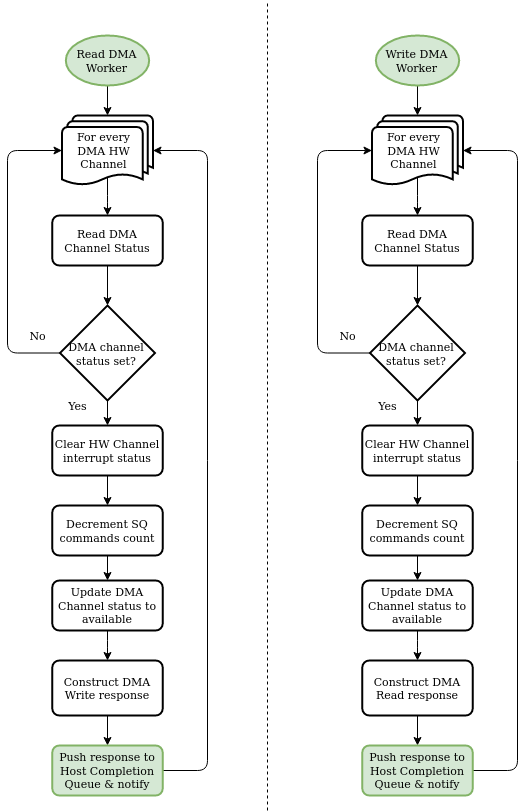 Read DMA
Worker
For every
DMA HW
Channel
Read DMA
Channel Status
DMA channel
status set?
No
Yes
Clear HW Channel
interrupt status
Decrement SQ
commands count
Update DMA
Channel status to
available
Construct DMA
Write response
Push response to
Host Completion
Queue & notify
Write DMA
Worker
For every
DMA HW
Channel
Read DMA
Channel Status
DMA channel
status set?
No
Yes
Clear HW Channel
interrupt status
Decrement SQ
commands count
Update DMA
Channel status to
available
Construct DMA
Read response
Push response to
Host Completion
Queue & notify